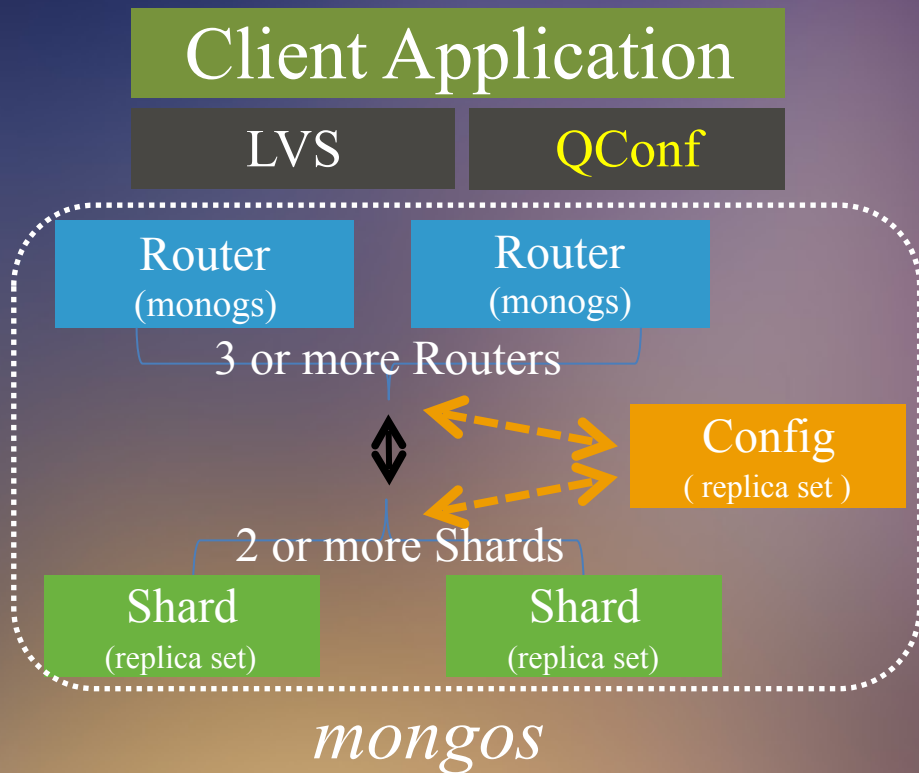 Client Application
LVS
QConf
Router
(monogs)
Router
(monogs)
3 or more Routers
Config
( replica set )
2 or more Shards
Shard
(replica set)
Shard
(replica set)
mongos